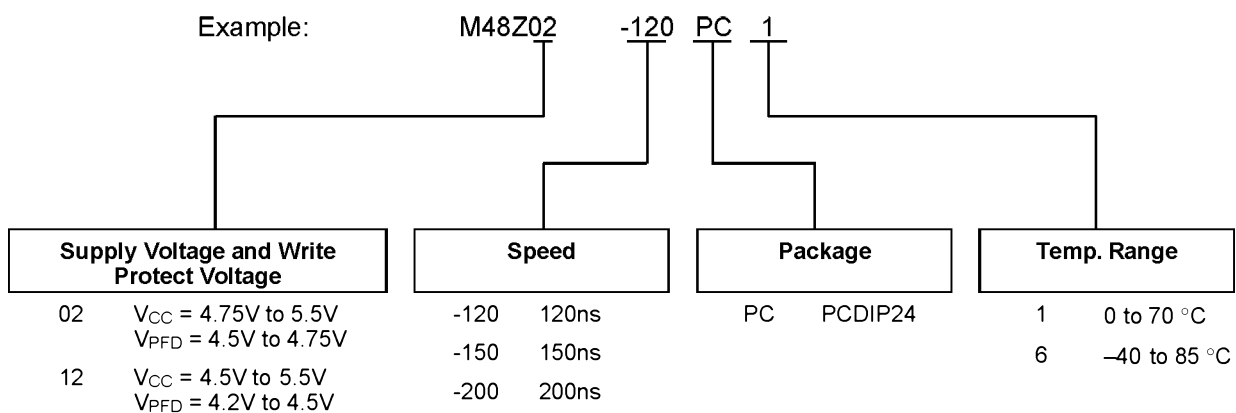 Example: M48Z02 -120 PC 1
Supply Voltage and Write
Protect Voltage
02 VCC = 4.75V to 5.5V
VPFD = 4.5V to 4.75V
12 VCC = 4.5V to 5.5V
VPFD = 4.2V to 4.5V
Speed
-120 120ns
-150 150ns
-200 200ns
Package
PC PCDIP24
Temp. Range
1 0 to 70 °C
6 –40 to 85 °C